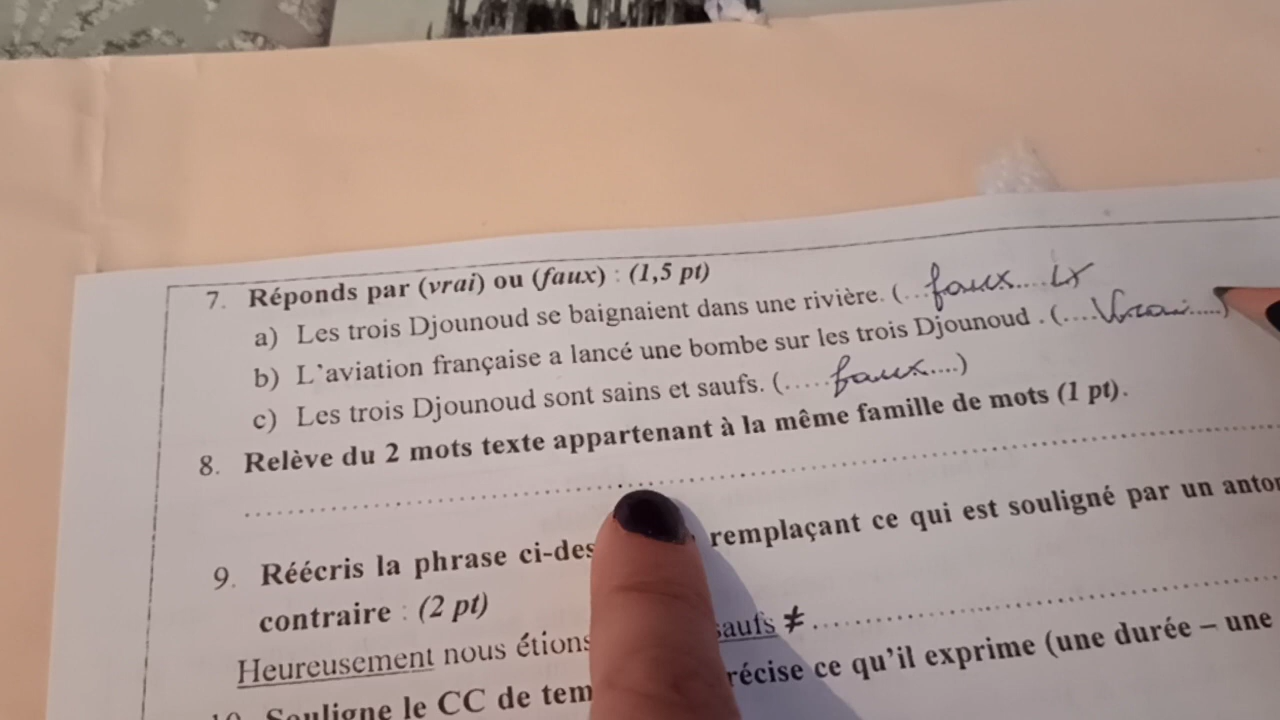 7. Réponds par (vrai) ou (faux) : (1,5 pt)
a) Les trois Djounoud se baignaient dans une rivière. (...faux....
b) L'aviation française a lancé une bombe sur les trois Djounoud . (....Vrai.....)
c) Les trois Djounoud sont sains et saufs. (.....faux....)
8. Relève du 2 mots texte appartenant à la même famille de mots (1 pt).
9. Réécris la phrase ci-des remplaçant ce qui est souligné par un anto
contraire : (2 pt)
Heureusement nous étions saufs ≠
10. Souligne le CC de tem récise ce qu'il exprime (une durée – une